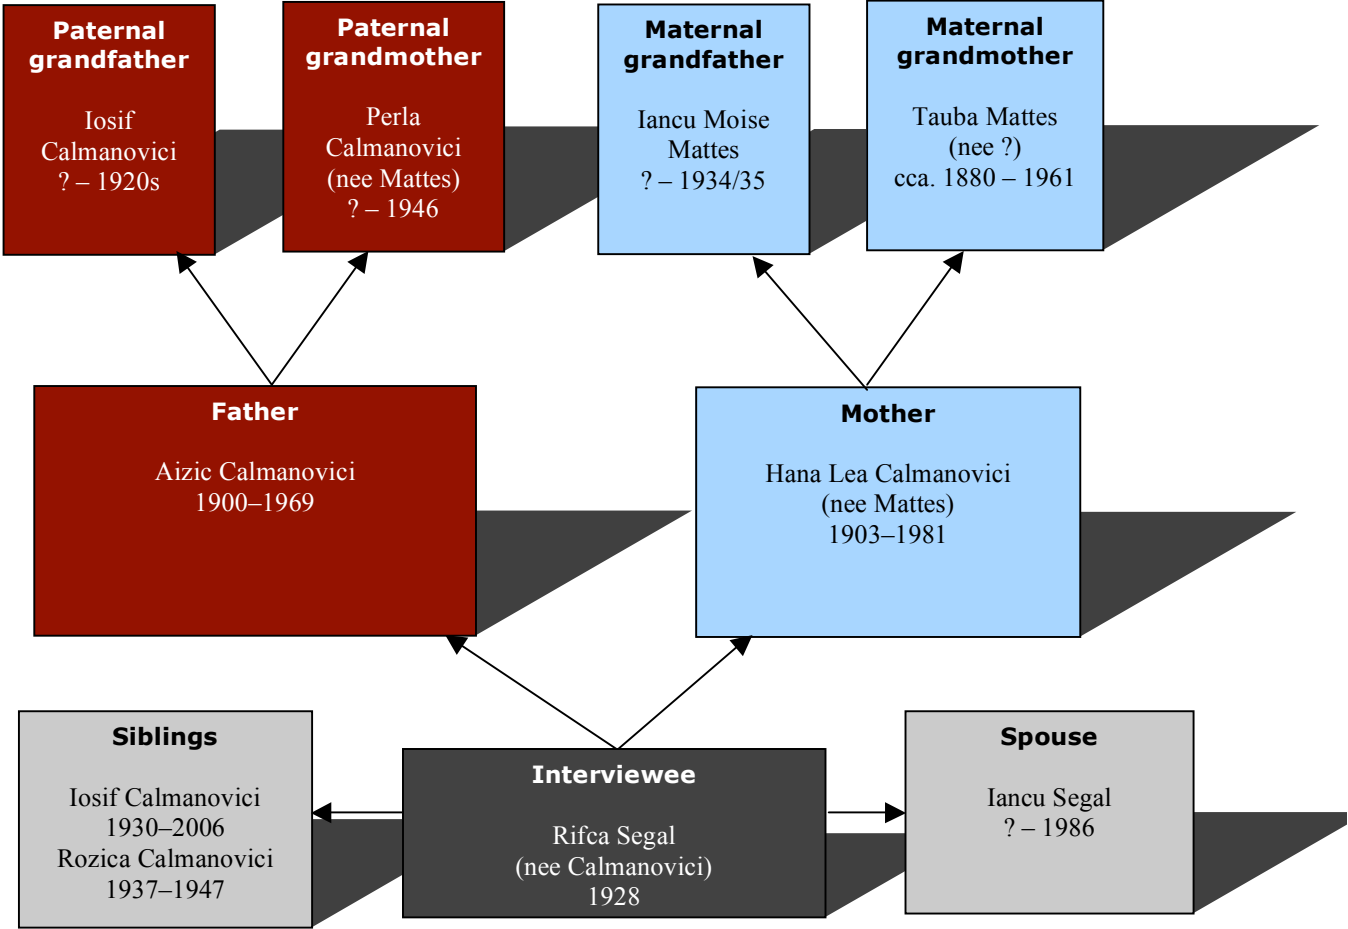 Paternal
grandfather
Iosif
Calmanovici
? – 1920s
Paternal
grandmother
Perla
Calmanovici
(nee Mattes)
? – 1946
Maternal
grandfather
Iancu Moise
Mattes
? – 1934/35
Maternal
grandmother
Tauba Mattes
(nee ?)
cca. 1880 – 1961
Father
Aizic Calmanovici
1900–1969
Mother
Hana Lea Calmanovici
(nee Mattes)
1903–1981
Siblings
Iosif Calmanovici
1930–2006
Rozica Calmanovici
1937–1947
Interviewee
Rifca Segal
(nee Calmanovici)
1928
Spouse
Iancu Segal
? – 1986